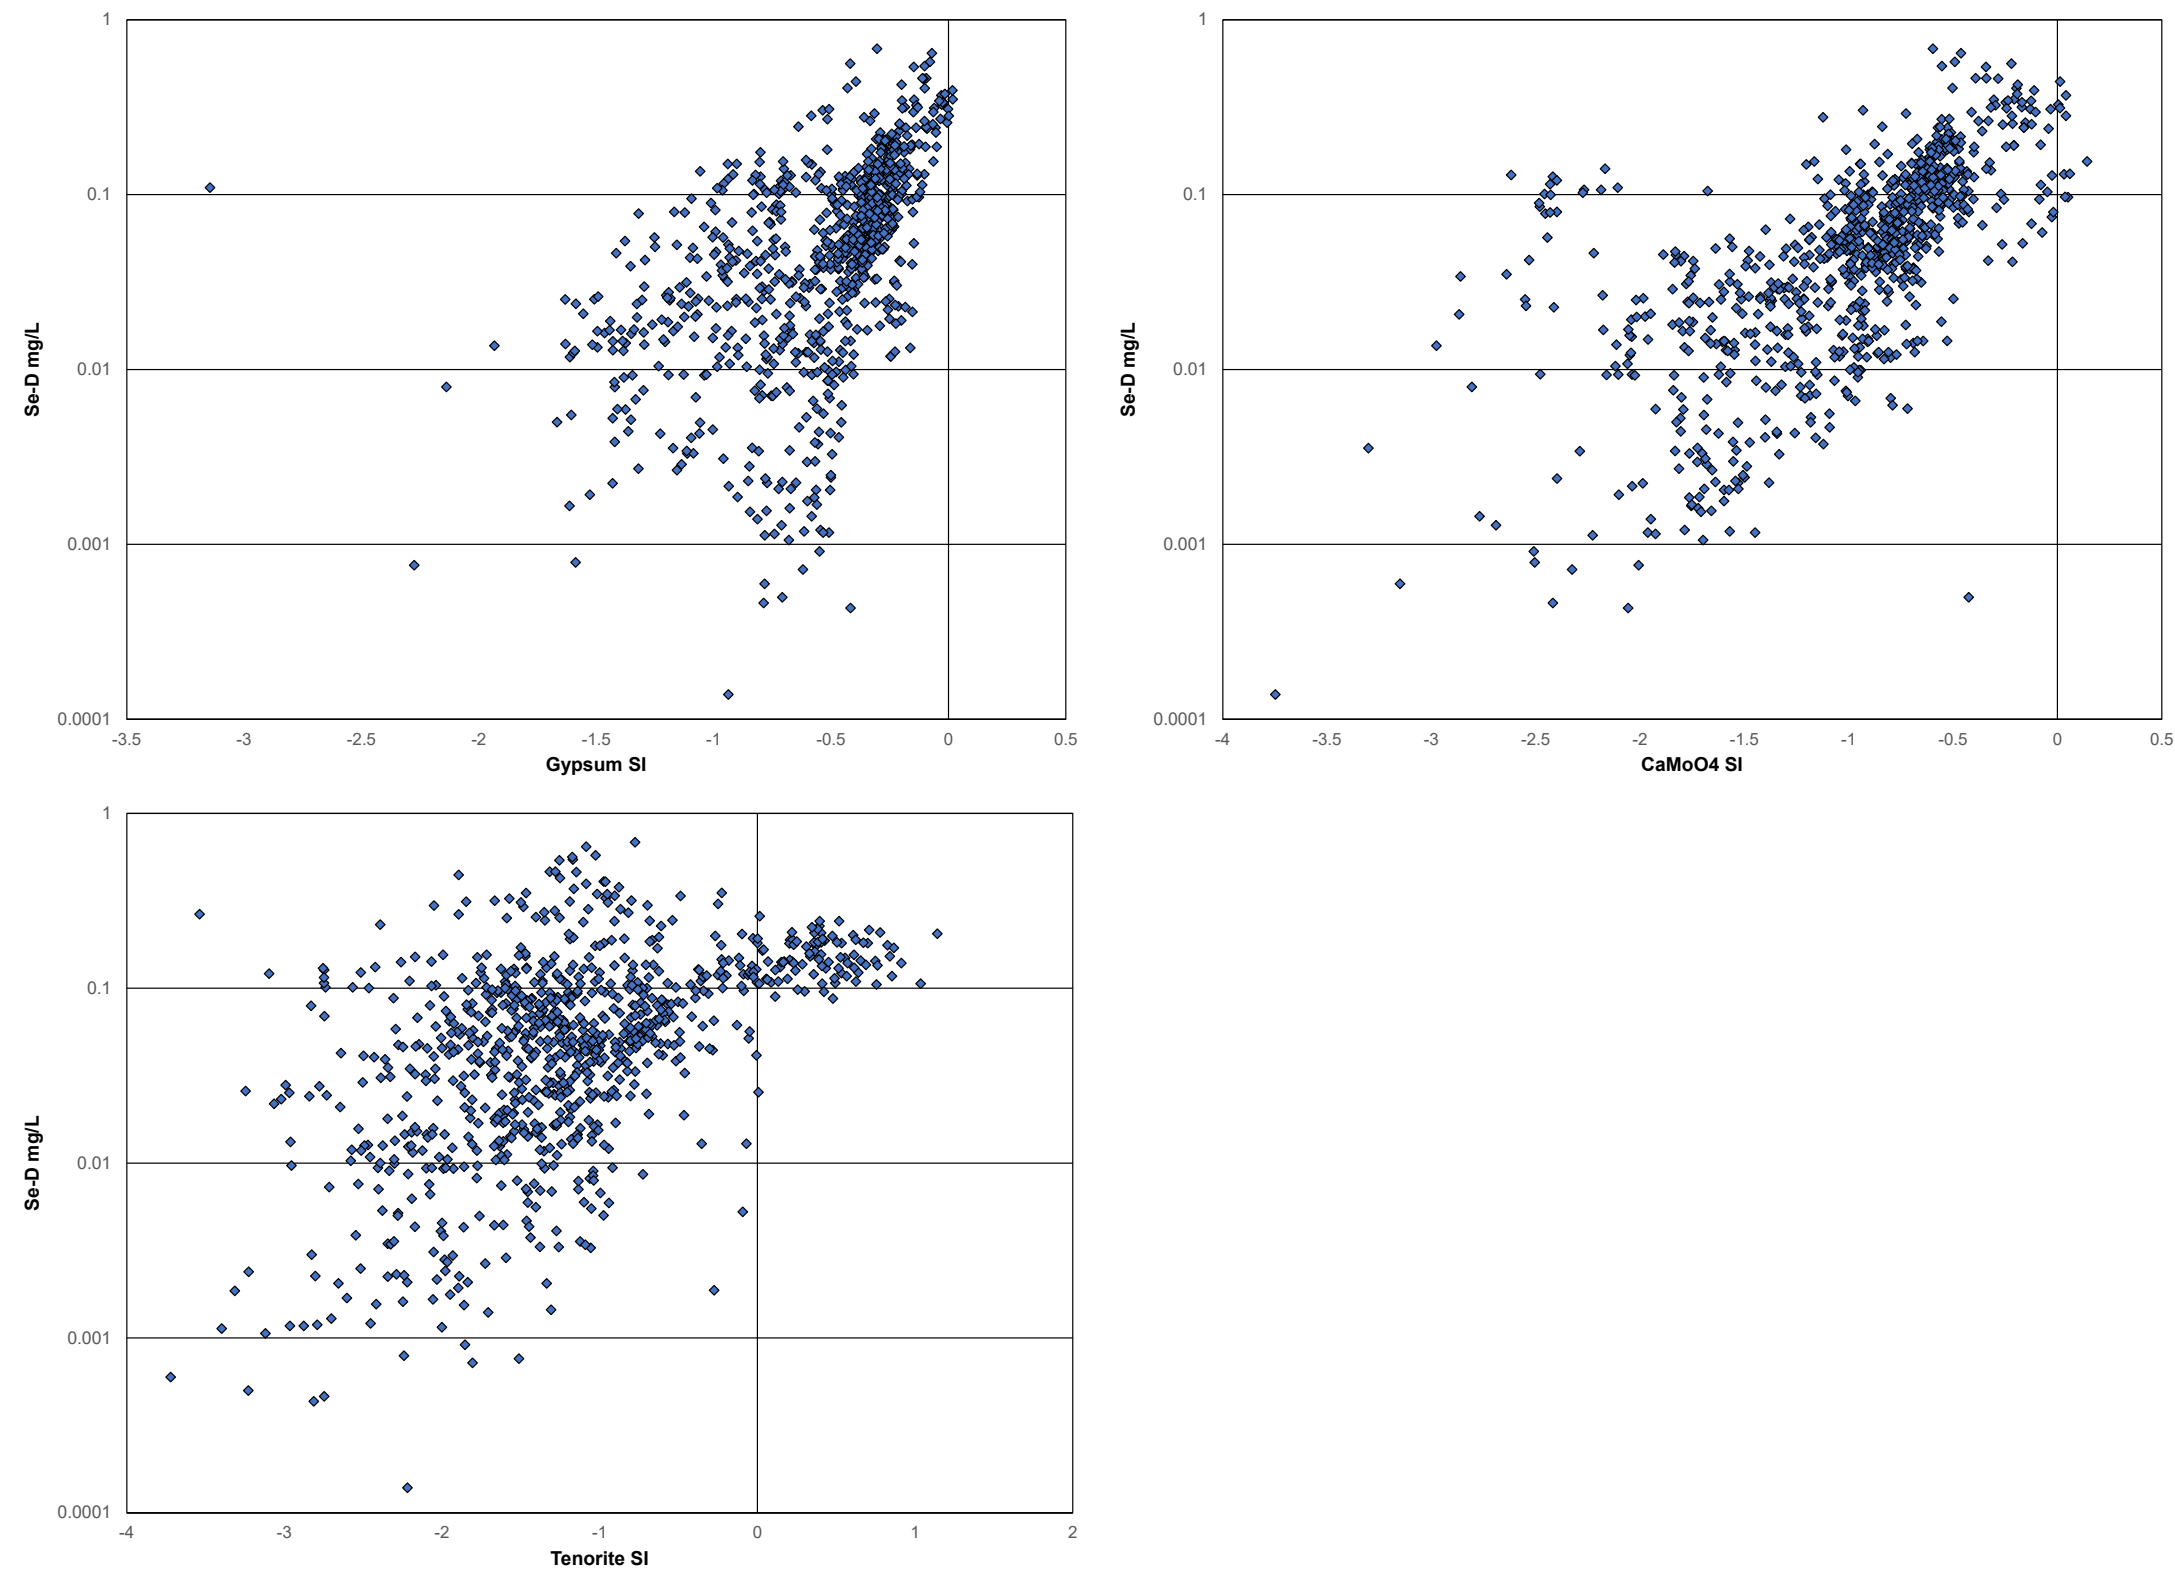 1
0.1
0.01
0.001
0.0001
Se-D mg/L
-3.5 -3 -2.5 -2 -1.5 -1 -0.5 0 0.5
Gypsum SI
1
0.1
0.01
0.001
0.0001
Se-D mg/L
-4 -3.5 -3 -2.5 -2 -1.5 -1 -0.5 0 0.5
CaMoO4 SI
1
0.1
0.01
0.001
0.0001
Se-D mg/L
-4 -3 -2 -1 0 1 2
Tenorite SI